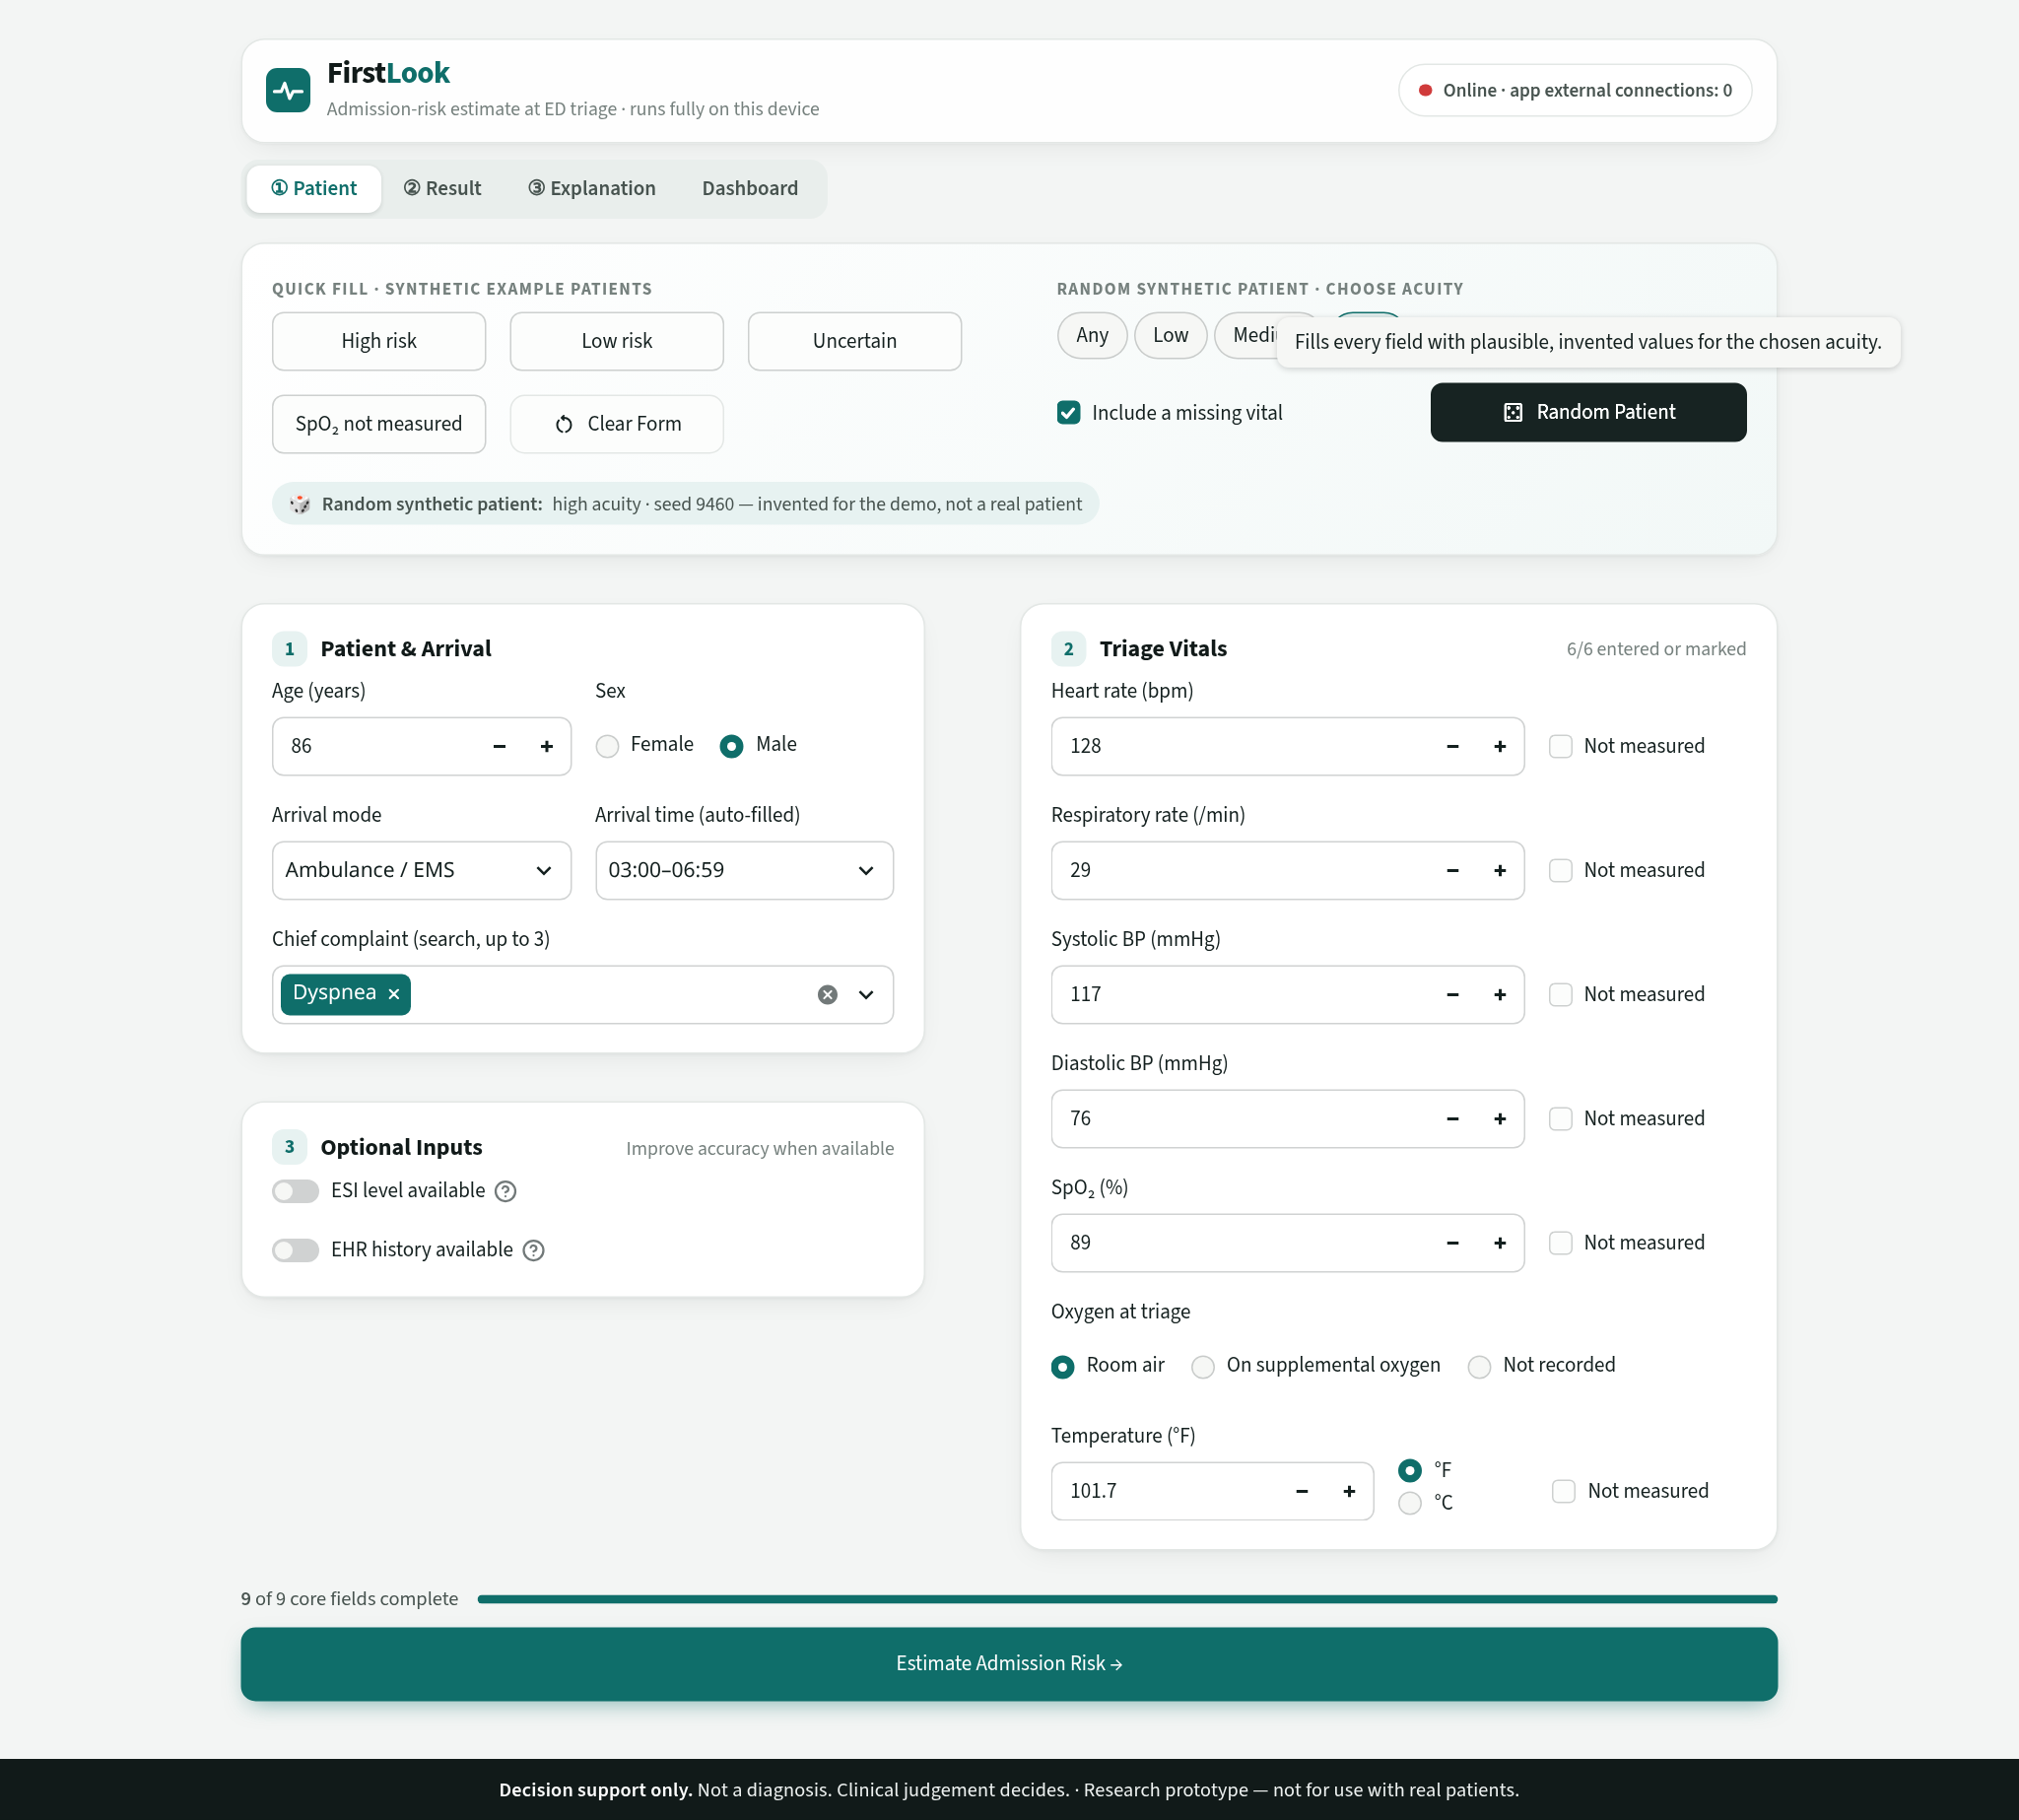 FirstLook
Admission-risk estimate at ED triage · runs fully on this device
Online · app external connections: 0
① Patient
② Result
③ Explanation
Dashboard
QUICK FILL · SYNTHETIC EXAMPLE PATIENTS
High risk
Low risk
Uncertain
SpO₂ not measured
Clear Form
RANDOM SYNTHETIC PATIENT · CHOOSE ACUITY
Any
Low
Fills every field with plausible, invented values for the chosen acuity.
Include a missing vital
Random Patient
Random synthetic patient: high acuity · seed 9460 — invented for the demo, not a real patient
1 Patient & Arrival
Age (years)
Sex
86
Female
Male
Arrival mode
Arrival time (auto-filled)
Ambulance / EMS
03:00–06:59
Chief complaint (search, up to 3)
Dyspnea
3 Optional Inputs
Improve accuracy when available
ESI level available
EHR history available
2 Triage Vitals
6/6 entered or marked
Heart rate (bpm)
128
Not measured
Respiratory rate (/min)
29
Not measured
Systolic BP (mmHg)
117
Not measured
Diastolic BP (mmHg)
76
Not measured
SpO₂ (%)
89
Not measured
Oxygen at triage
Room air
On supplemental oxygen
Not recorded
Temperature (°F)
101.7
°F
°C
Not measured
9 of 9 core fields complete
Estimate Admission Risk →
Decision support only. Not a diagnosis. Clinical judgement decides. · Research prototype — not for use with real patients.